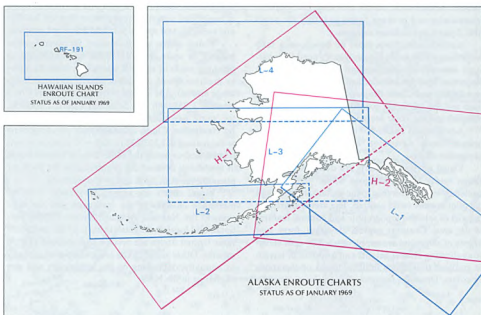 RF-191
HAWAIIAN ISLANDS
ENROUTE CHART
STATUS AS OF JANUARY 1969
L-4
L-3
H-1
H-2
L-2
L-1
ALASKA ENROUTE CHARTS
STATUS AS OF JANUARY 1969